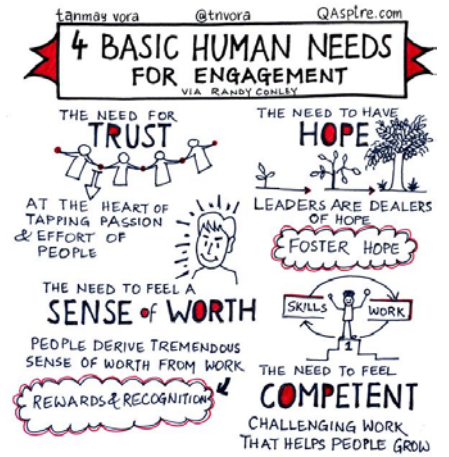 tanmay vora @tnvora QAspire.com
4 BASIC HUMAN NEEDS
FOR ENGAGEMENT
VIA RANDY CONLEY
THE NEED FOR
TRUST
AT THE HEART OF
TAPPING PASSION
& EFFORT OF
PEOPLE
THE NEED TO HAVE
HOPE
LEADERS ARE DEALERS
OF HOPE
FOSTER HOPE
THE NEED TO FEEL A
SENSE of WORTH
PEOPLE DERIVE TREMENDOUS
SENSE OF WORTH FROM WORK
REWARDS & RECOGNITION
SKILLS
WORK
1
THE NEED TO FEEL
COMPETENT
CHALLENGING WORK
THAT HELPS PEOPLE GROW